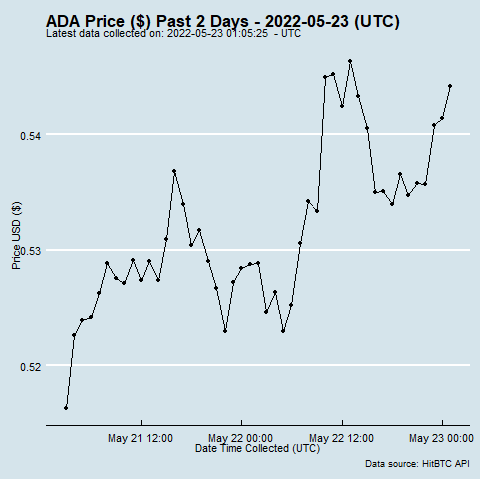 ADA Price ($) Past 2 Days - 2022-05-23 (UTC)
Latest data collected on: 2022-05-23 01:05:25 - UTC
Price USD ($)
0.54
0.53
0.52
May 21 12:00
May 22 00:00
May 22 12:00
May 23 00:00
Date Time Collected (UTC)
Data source: HitBTC API